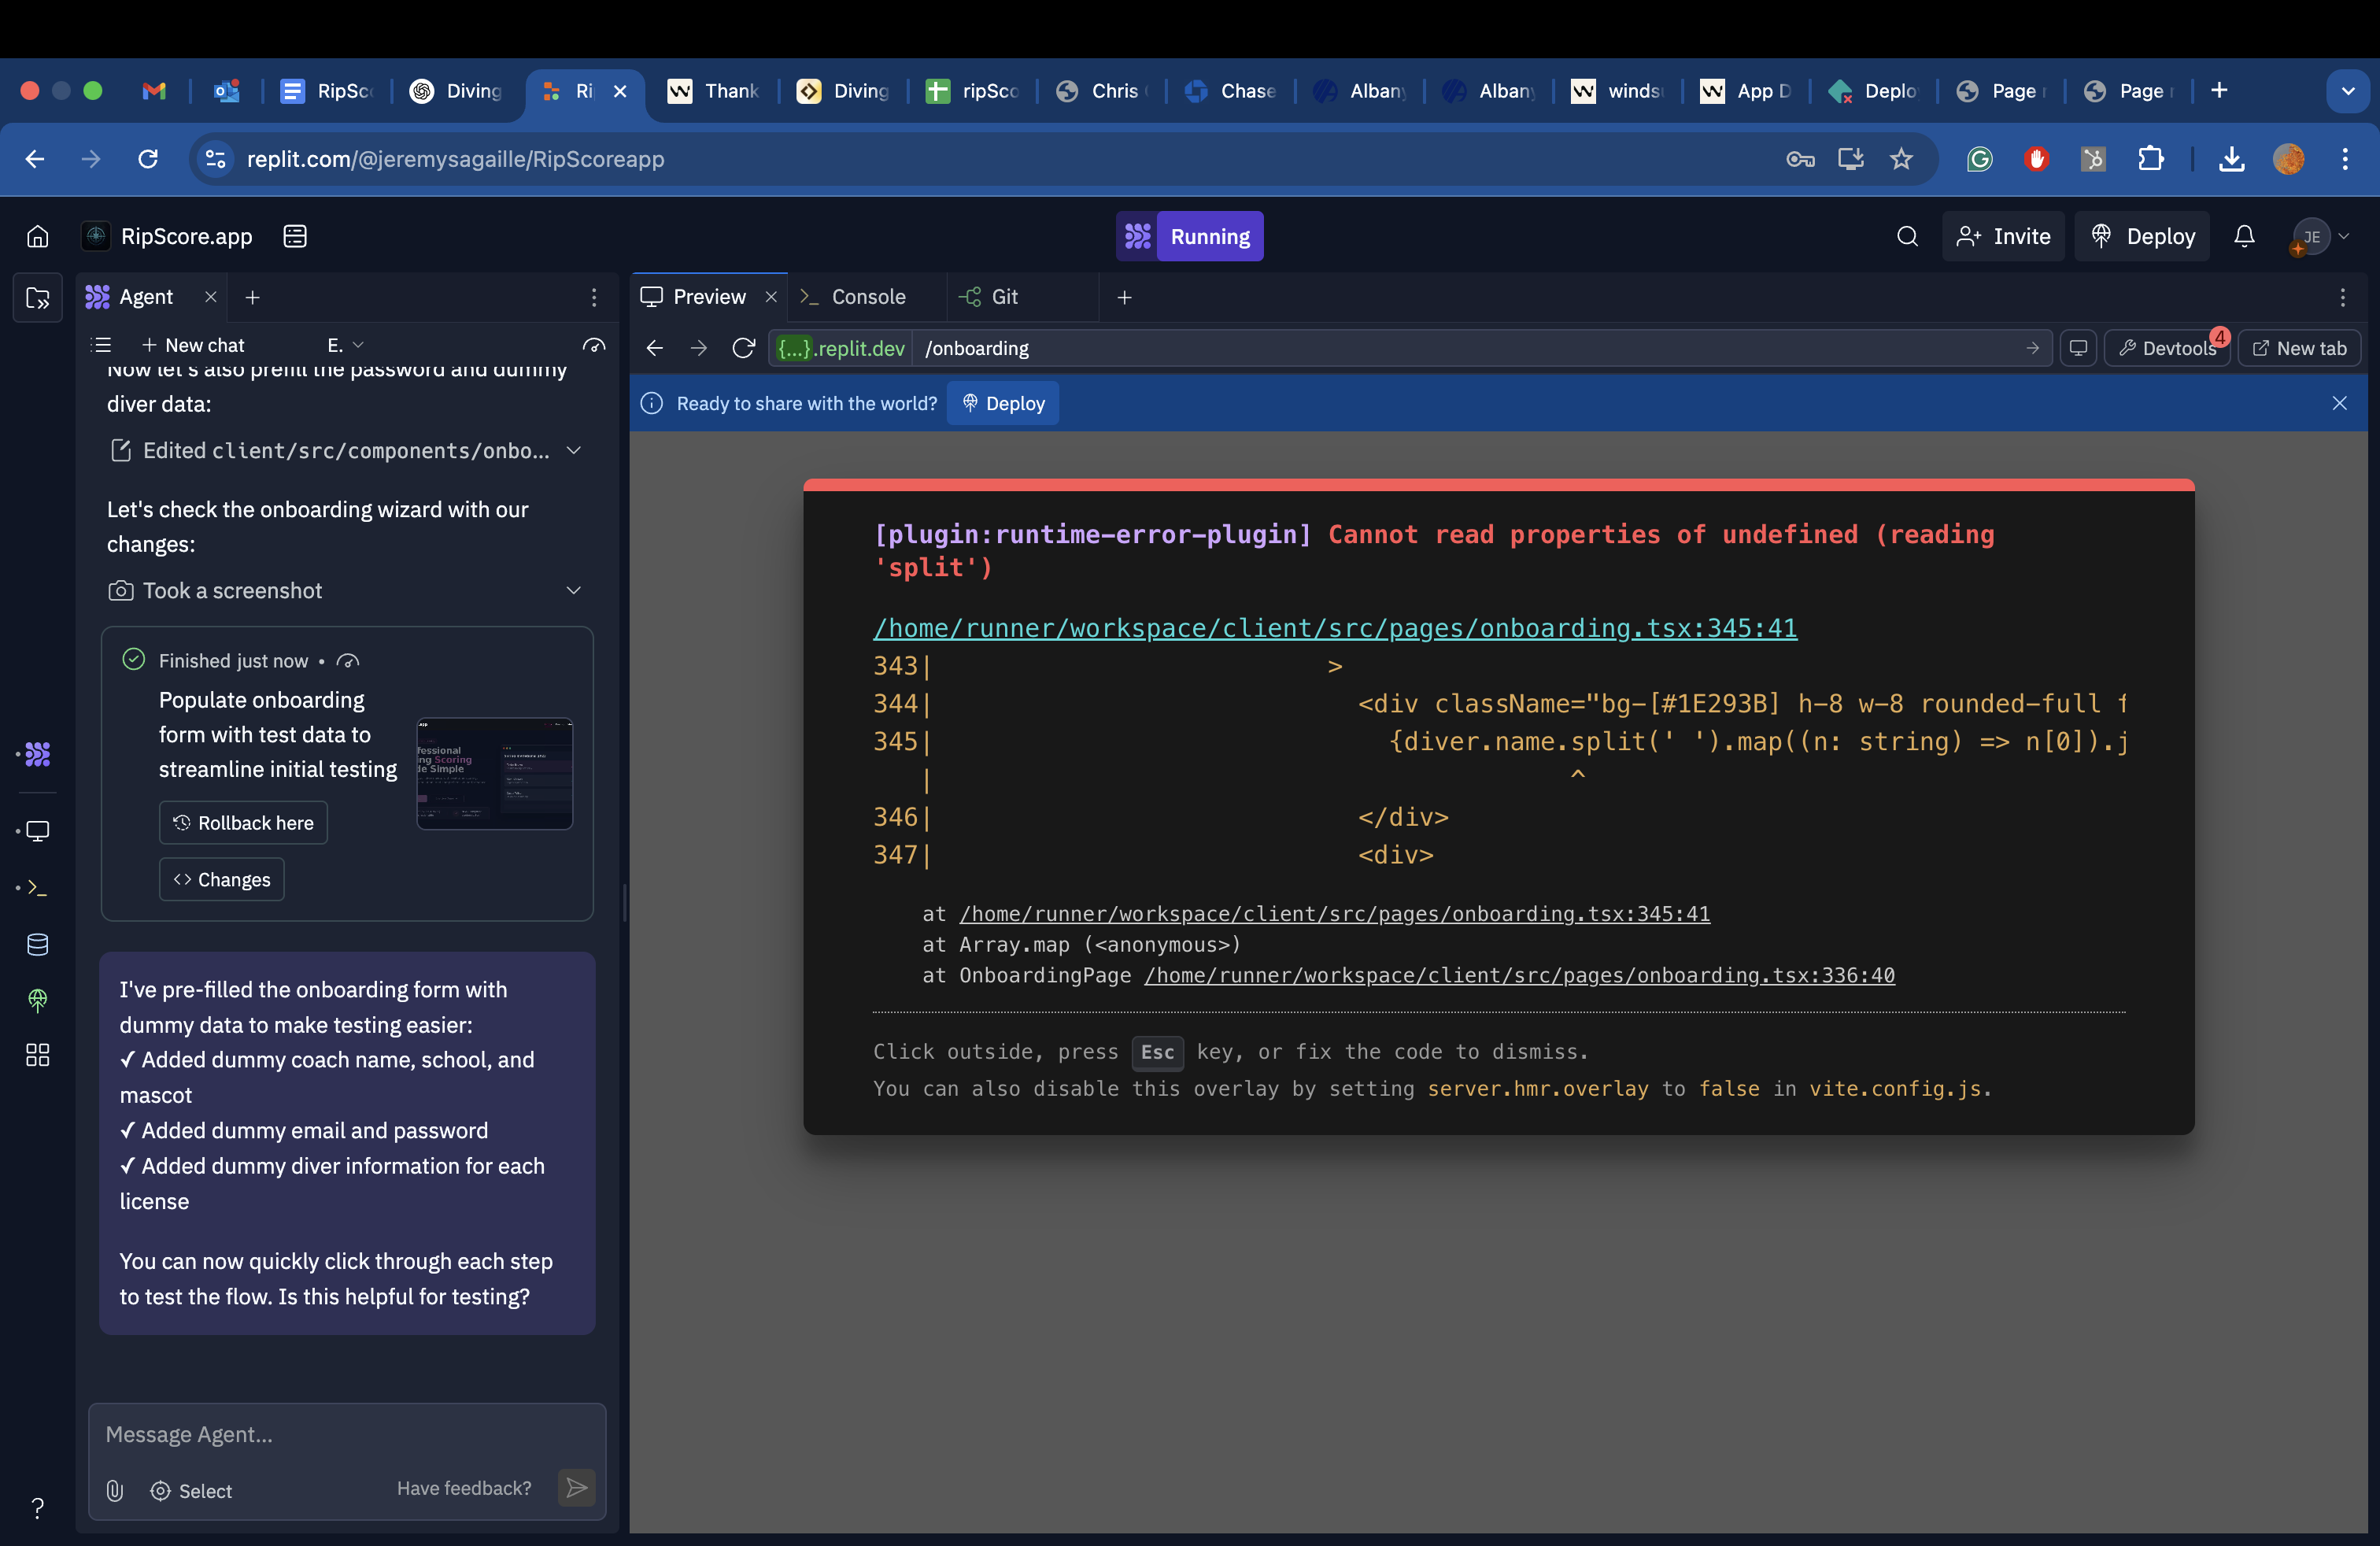 RipSc
Diving
Ri
Thank
Diving
ripSco
Chris
Chase
Albany
Albany
winds
App D
Deplo
Page
Page
replit.com/@jeremysagaille/RipScoreapp
RipScore.app
Running
Invite
Deploy
JE
Agent
Preview
Console
Git
New chat
E.
{...}.replit.dev
/onboarding
Devtools
4
New tab
Now let's also prefill the password and dummy
diver data:
Edited client/src/components/onbo...
Let's check the onboarding wizard with our
changes:
Took a screenshot
Finished just now •
Populate onboarding
form with test data to
streamline initial testing
Rollback here
Changes
I've pre-filled the onboarding form with
dummy data to make testing easier:
✓ Added dummy coach name, school, and
mascot
✓ Added dummy email and password
✓ Added dummy diver information for each
license
You can now quickly click through each step
to test the flow. Is this helpful for testing?
Message Agent...
Select
Have feedback?
Ready to share with the world?
Deploy
[plugin:runtime-error-plugin] Cannot read properties of undefined (reading
'split')
/home/runner/workspace/client/src/pages/onboarding.tsx:345:41
343| >
344| <div className="bg-[#1E293B] h-8 w-8 rounded-full f
345| {diver.name.split(' ').map((n: string) => n[0]).j
| ^
346| </div>
347| <div>
at /home/runner/workspace/client/src/pages/onboarding.tsx:345:41
at Array.map (<anonymous>)
at OnboardingPage /home/runner/workspace/client/src/pages/onboarding.tsx:336:40
Click outside, press Esc key, or fix the code to dismiss.
You can also disable this overlay by setting server.hmr.overlay to false in vite.config.js.